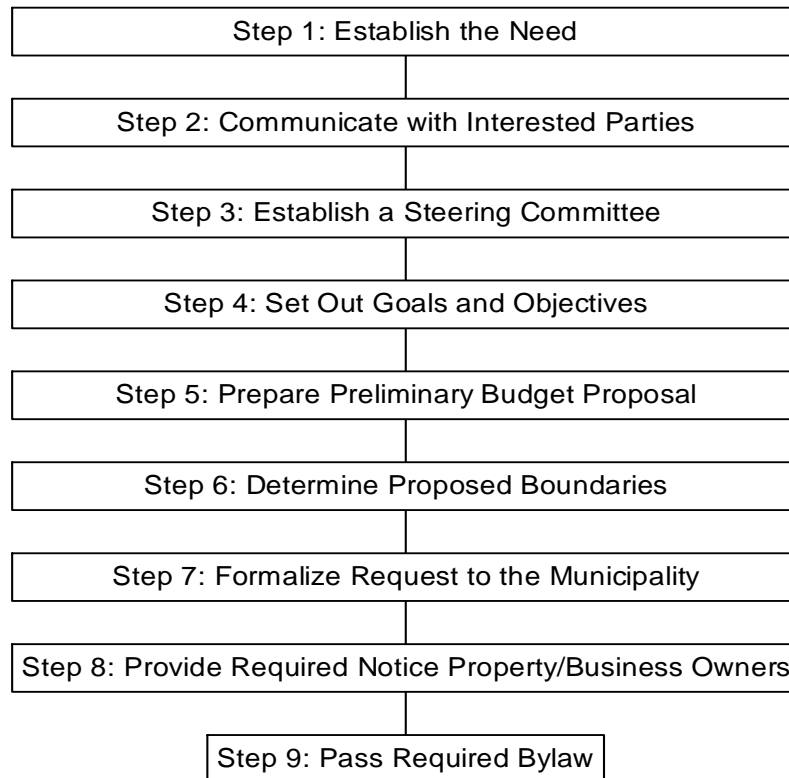 Step 1: Establish the Need
Step 2: Communicate with Interested Parties
Step 3: Establish a Steering Committee
Step 4: Set Out Goals and Objectives
Step 5: Prepare Preliminary Budget Proposal
Step 6: Determine Proposed Boundaries
Step 7: Formalize Request to the Municipality
Step 8: Provide Required Notice Property/Business Owners
Step 9: Pass Required Bylaw